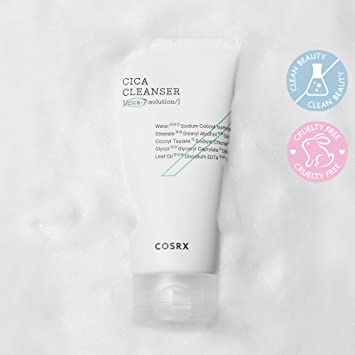 CICA
CLEANSER
[/cica-7-solution/]
Water Sodium Cocoyl
Stearyl Alcohol
Cocoyl Taurate Sodium
Glycol Glyceryl Caprylate
Leaf Oil Disodium EDTA
COSRX
CLEAN BEAUTY
CLEAN BEAUTY
CRUELTY FREE
CRUELTY FREE